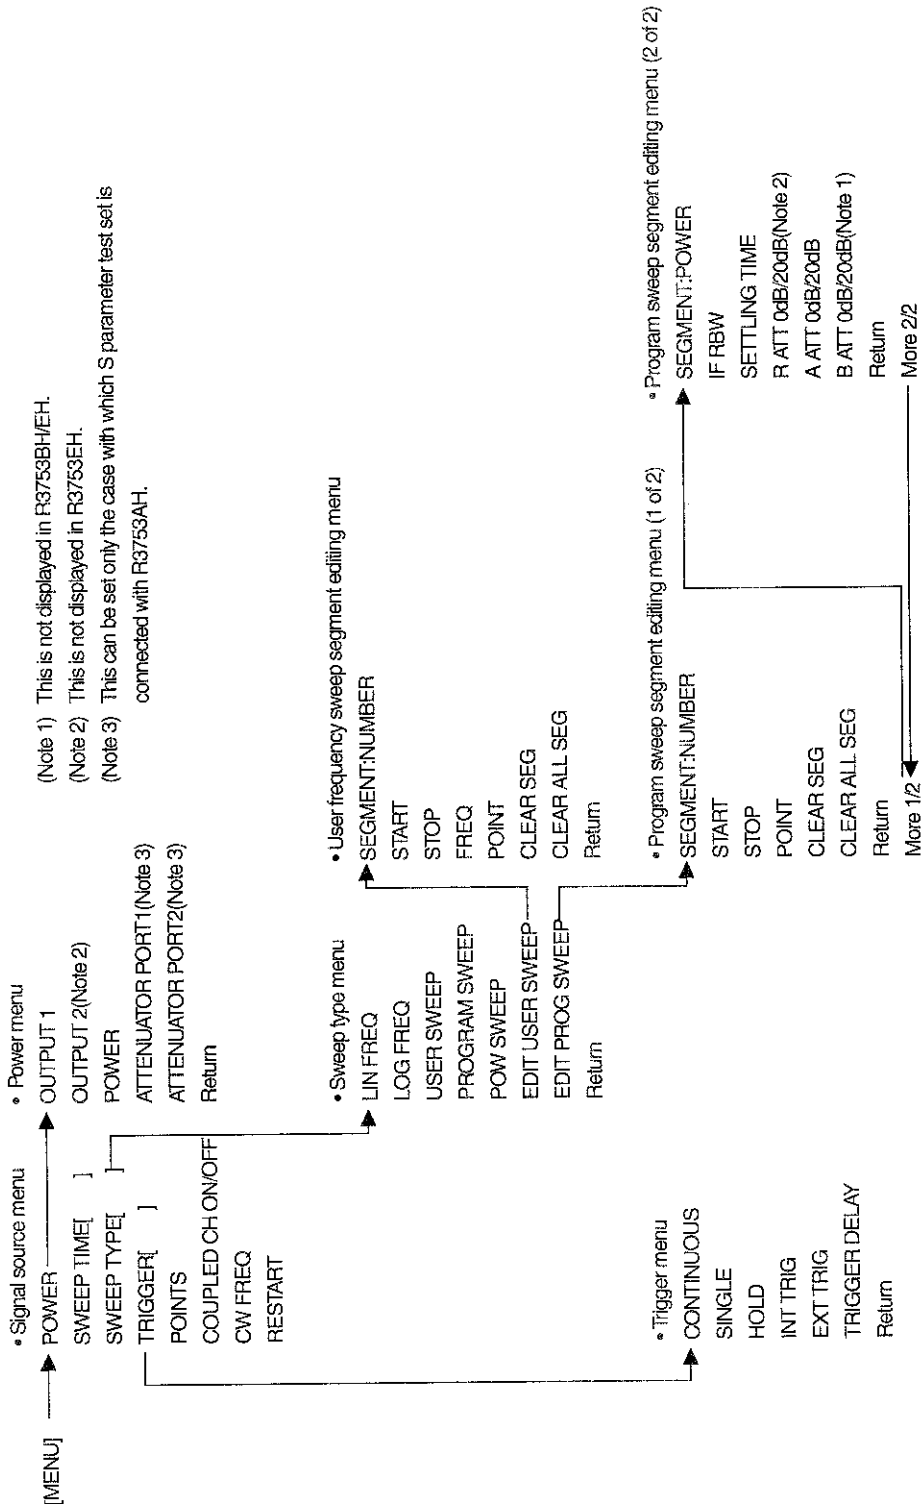 [MENU]
• Signal source menu
POWER
SWEEP TIME[ ]
SWEEP TYPE[ ]
TRIGGER[ ]
POINTS
COUPLED CH ON/OFF
CW FREQ
RESTART
• Power menu
OUTPUT 1
OUTPUT 2(Note 2)
POWER
ATTENUATOR PORT1(Note 3)
ATTENUATOR PORT2(Note 3)
Return
(Note 1) This is not displayed in R3753BH/EH.
(Note 2) This is not displayed in R3753EH.
(Note 3) This can be set only the case with which S parameter test set is
connected with R3753AH.
• Sweep type menu
LIN FREQ
LOG FREQ
USER SWEEP
PROGRAM SWEEP
POW SWEEP
EDIT USER SWEEP
EDIT PROG SWEEP
Return
• User frequency sweep segment editing menu
SEGMENT:NUMBER
START
STOP
FREQ
POINT
CLEAR SEG
CLEAR ALL SEG
Return
• Trigger menu
CONTINUOUS
SINGLE
HOLD
INT TRIG
EXT TRIG
TRIGGER DELAY
Return
• Program sweep segment editing menu (1 of 2)
SEGMENT:NUMBER
START
STOP
POINT
CLEAR SEG
CLEAR ALL SEG
Return
More 1/2
• Program sweep segment editing menu (2 of 2)
SEGMENT:POWER
IF RBW
SETTLING TIME
R ATT 0dB/20dB(Note 2)
A ATT 0dB/20dB
B ATT 0dB/20dB(Note 1)
Return
More 2/2